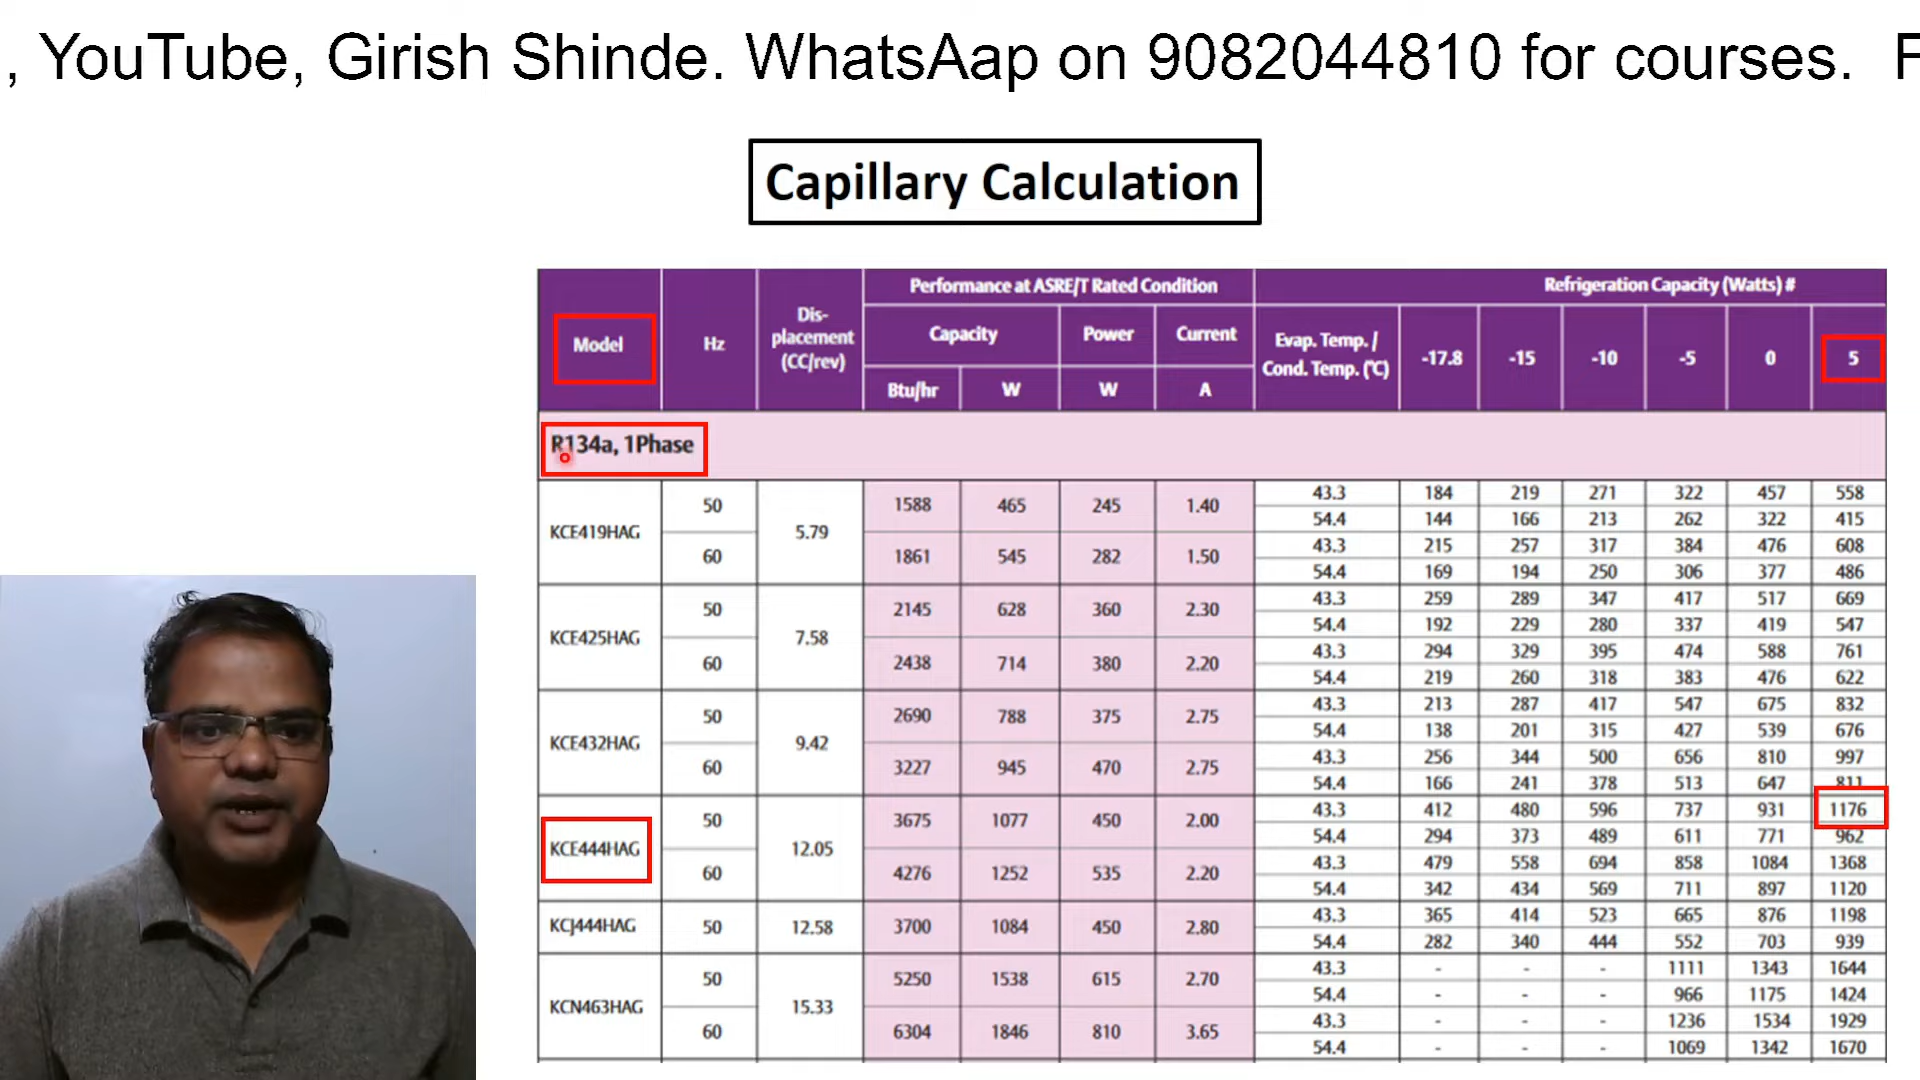 , YouTube, Girish Shinde. WhatsAap on 9082044810 for courses. F
Capillary Calculation
Model Hz Dis-placement (CC/rev) Performance at ASRE/T Rated Condition Refrigeration Capacity (Watts) #
Capacity Power Current Evap. Temp. / Cond. Temp. (°C) -17.8 -15 -10 -5 0 5
Btu/hr W W A
R134a, 1Phase
KCE419HAG 50 5.79 1588 465 245 1.40 43.3 184 219 271 322 457 558
54.4 144 166 213 262 322 415
60 1861 545 282 1.50 43.3 215 257 317 384 476 608
54.4 169 194 250 306 377 486
KCE425HAG 50 7.58 2145 628 360 2.30 43.3 259 289 347 417 517 669
54.4 192 229 280 337 419 547
60 2438 714 380 2.20 43.3 294 329 395 474 588 761
54.4 219 260 318 383 476 622
KCE432HAG 50 9.42 2690 788 375 2.75 43.3 213 287 417 547 675 832
54.4 138 201 315 427 539 676
60 3227 945 470 2.75 43.3 256 344 500 656 810 997
54.4 166 241 378 513 647 811
KCE444HAG 50 12.05 3675 1077 450 2.00 43.3 412 480 596 737 931 1176
54.4 294 373 489 611 771 962
60 4276 1252 535 2.20 43.3 479 558 694 858 1084 1368
54.4 342 434 569 711 897 1120
KCJ444HAG 50 12.58 3700 1084 450 2.80 43.3 365 414 523 665 876 1198
54.4 282 340 444 552 703 939
KCN463HAG 50 15.33 5250 1538 615 2.70 43.3 - - - 1111 1343 1644
54.4 - - - 966 1175 1424
60 6304 1846 810 3.65 43.3 - - - 1236 1534 1929
54.4 - - - 1069 1342 1670